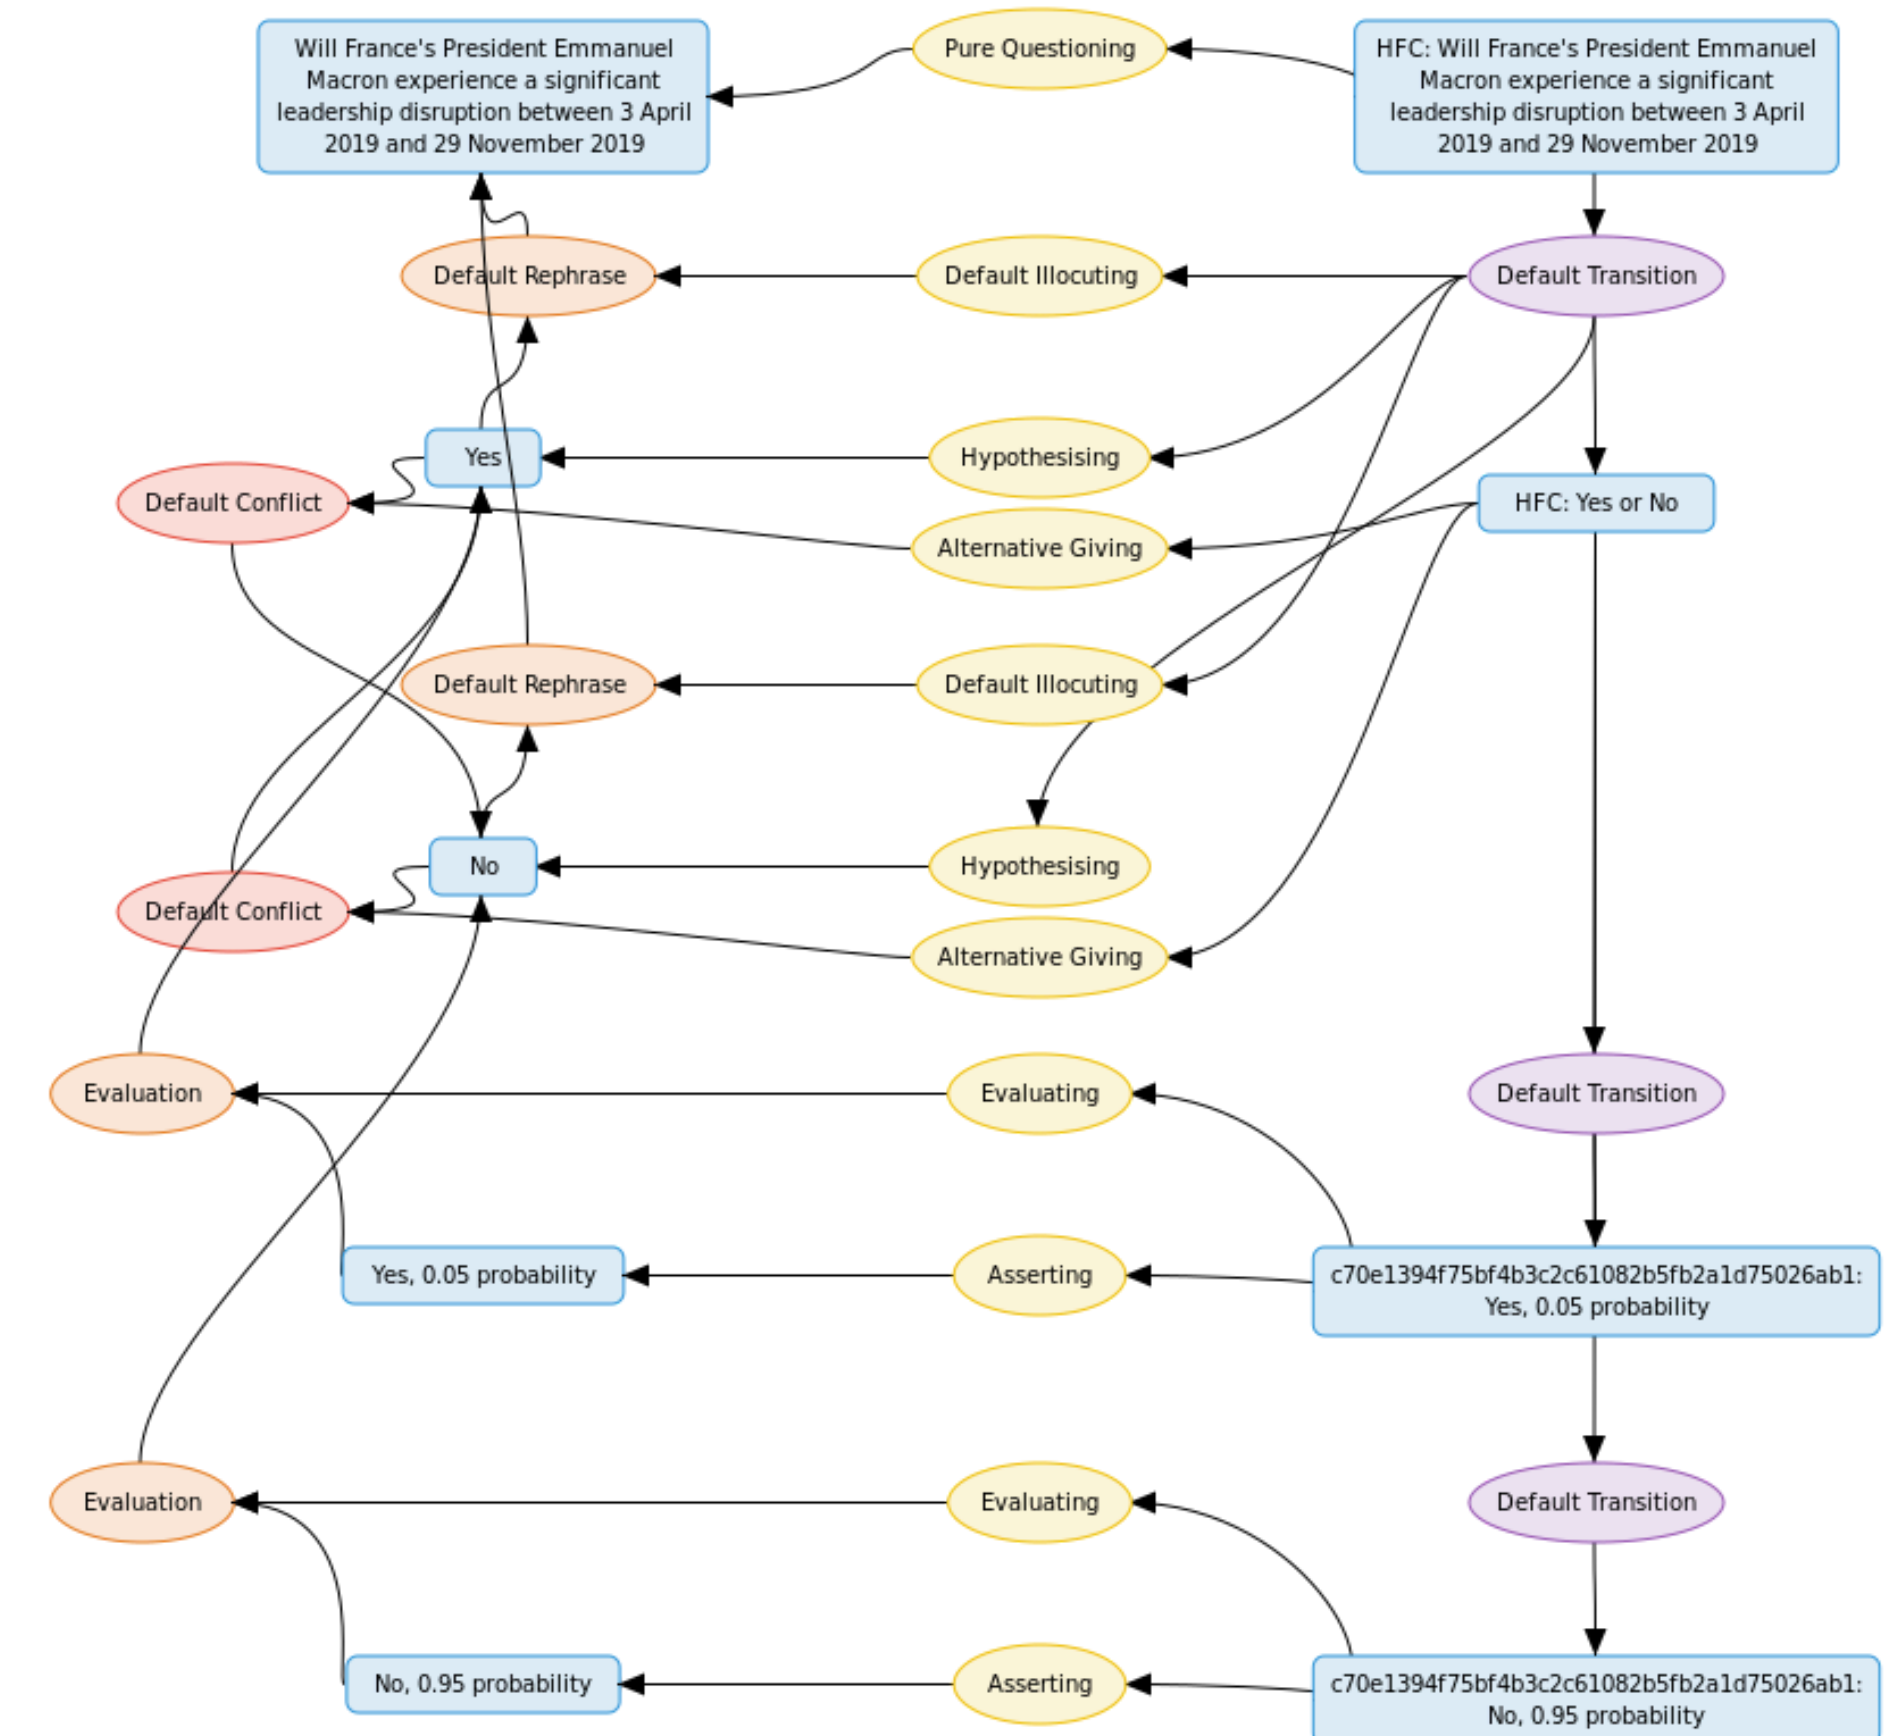 Will France's President Emmanuel
Macron experience a significant
leadership disruption between 3 April
2019 and 29 November 2019
Pure Questioning
HFC: Will France's President Emmanuel
Macron experience a significant
leadership disruption between 3 April
2019 and 29 November 2019
Default Rephrase
Default Illocuting
Default Transition
Yes
Hypothesising
Default Conflict
HFC: Yes or No
Alternative Giving
Default Rephrase
Default Illocuting
No
Hypothesising
Default Conflict
Alternative Giving
Evaluation
Evaluating
Default Transition
Yes, 0.05 probability
Asserting
c70e1394f75bf4b3c2c61082b5fb2a1d75026ab1:
Yes, 0.05 probability
Evaluation
Evaluating
Default Transition
No, 0.95 probability
Asserting
c70e1394f75bf4b3c2c61082b5fb2a1d75026ab1:
No, 0.95 probability